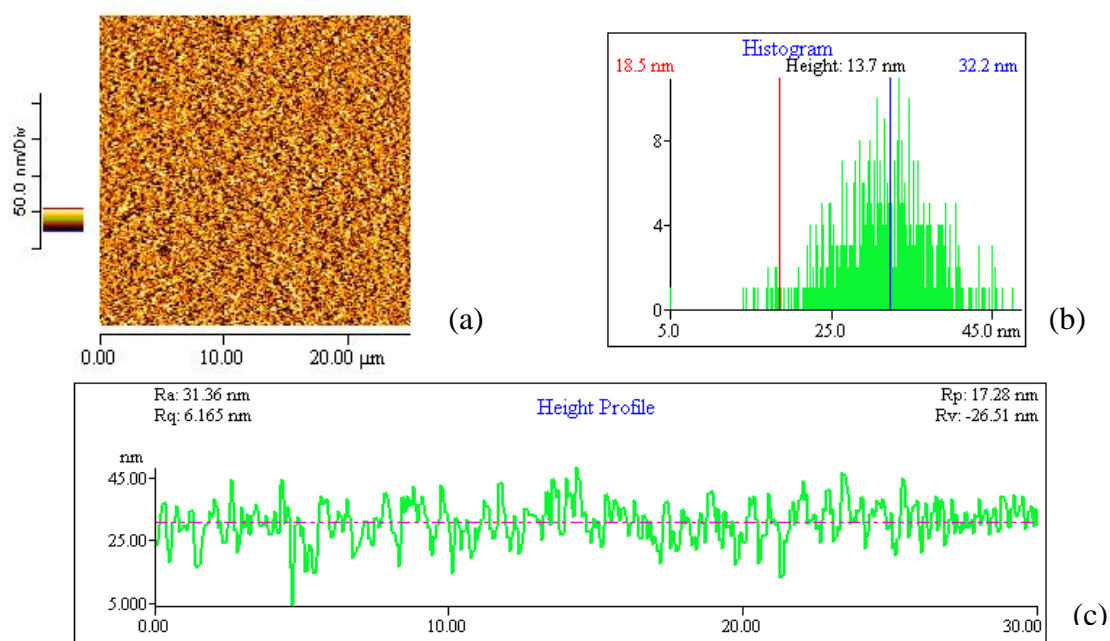 50.0 nm/Div
0.00 10.00 20.00 μm
(a)
Histogram
18.5 nm Height: 13.7 nm 32.2 nm
8
4
0
5.0 25.0 45.0 nm
(b)
Ra: 31.36 nm Rp: 17.28 nm
Rq: 6.165 nm Rv: -26.51 nm
Height Profile
nm
45.00
25.00
5.000
0.00 10.00 20.00 30.00
(c)